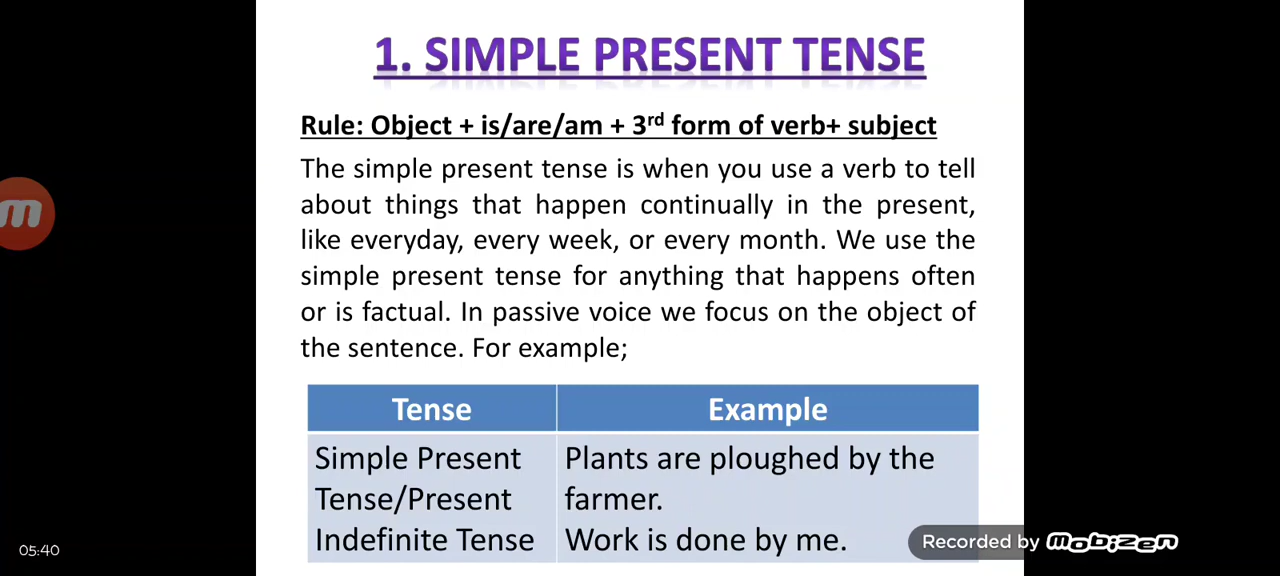 1. SIMPLE PRESENT TENSE
Rule: Object + is/are/am + 3rd form of verb+ subject
The simple present tense is when you use a verb to tell
about things that happen continually in the present,
like everyday, every week, or every month. We use the
simple present tense for anything that happens often
or is factual. In passive voice we focus on the object of
the sentence. For example;
Tense
Example
Simple Present
Tense/Present
Indefinite Tense
Plants are ploughed by the
farmer.
Work is done by me.
05:40
Recorded by mobizen